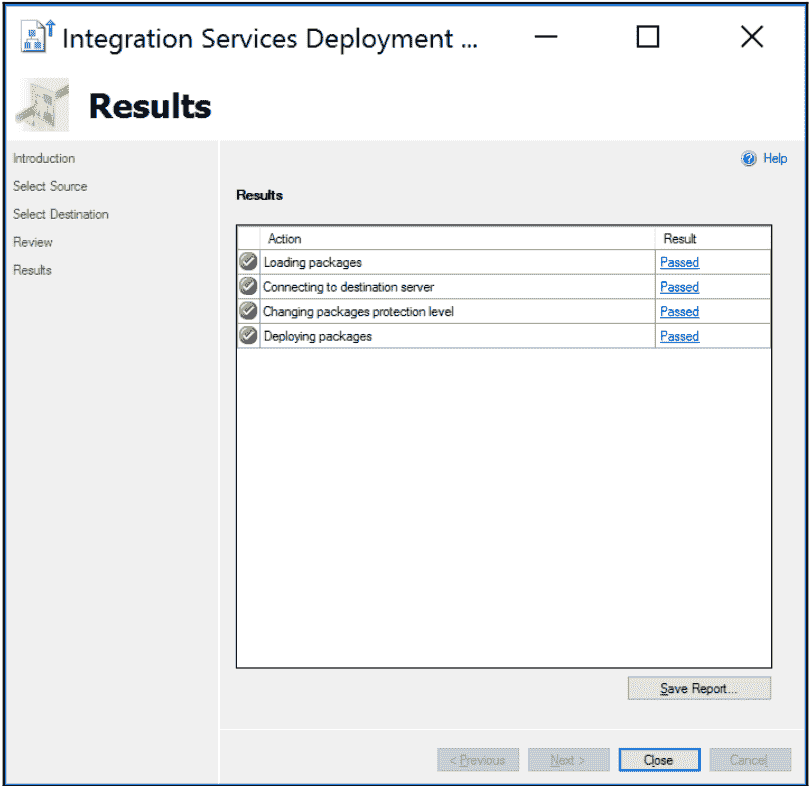 Integration Services Deployment ...
Results
Introduction
Select Source
Select Destination
Review
Results
Help
Results
Action Result
Loading packages Passed
Connecting to destination server Passed
Changing packages protection level Passed
Deploying packages Passed
Save Report...
< Previous Next > Close Cancel